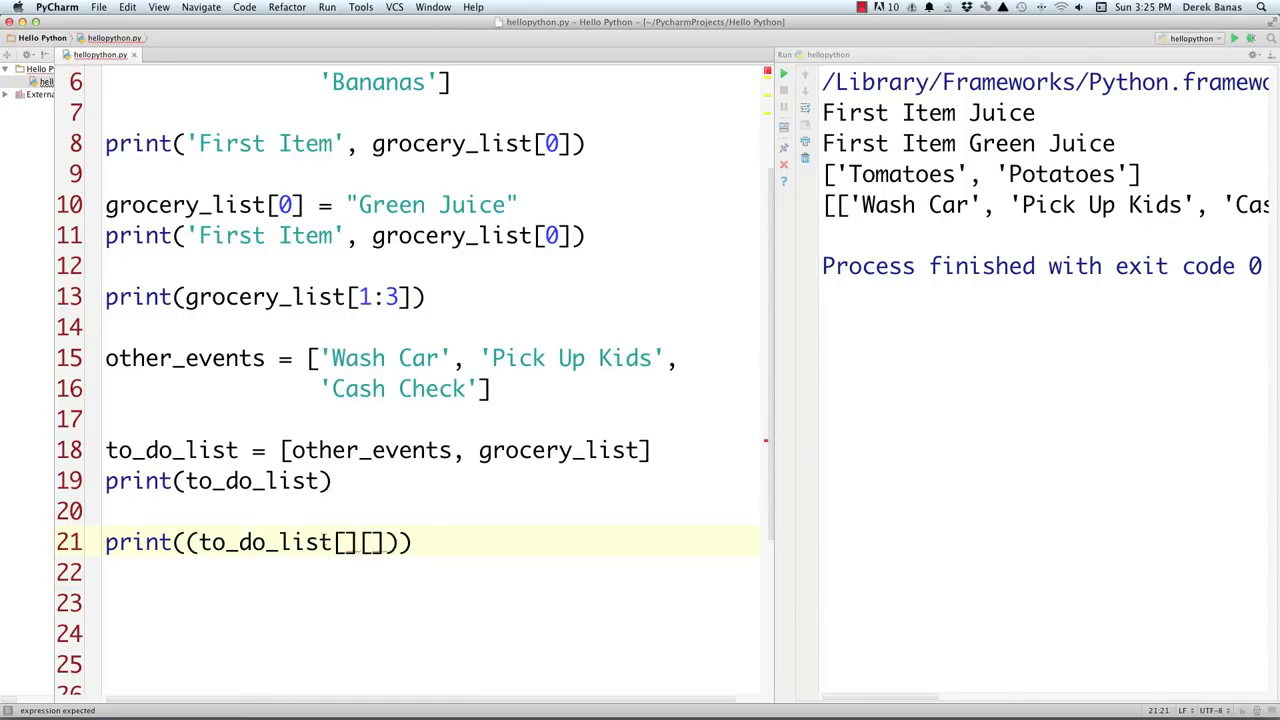 PyCharm File Edit View Navigate Code Refactor Run Tools VCS Window Help 10 Sun 3:25 PM Derek Banas
hellopython.py - Hello Python - [~/PycharmProjects/Hello Python]
Hello Python hellopython.py hellopython
hellopython.py Run hellopython
Hello P
hell
Extern
6 'Bananas']
7
8 print('First Item', grocery_list[0])
9
10 grocery_list[0] = "Green Juice"
11 print('First Item', grocery_list[0])
12
13 print(grocery_list[1:3])
14
15 other_events = ['Wash Car', 'Pick Up Kids',
16 'Cash Check']
17
18 to_do_list = [other_events, grocery_list]
19 print(to_do_list)
20
21 print((to_do_list[][]))
22
23
24
25
26
/Library/Frameworks/Python.framewo
First Item Juice
First Item Green Juice
['Tomatoes', 'Potatoes']
[['Wash Car', 'Pick Up Kids', 'Cas
Process finished with exit code 0
expression expected 21:21 LF UTF-8